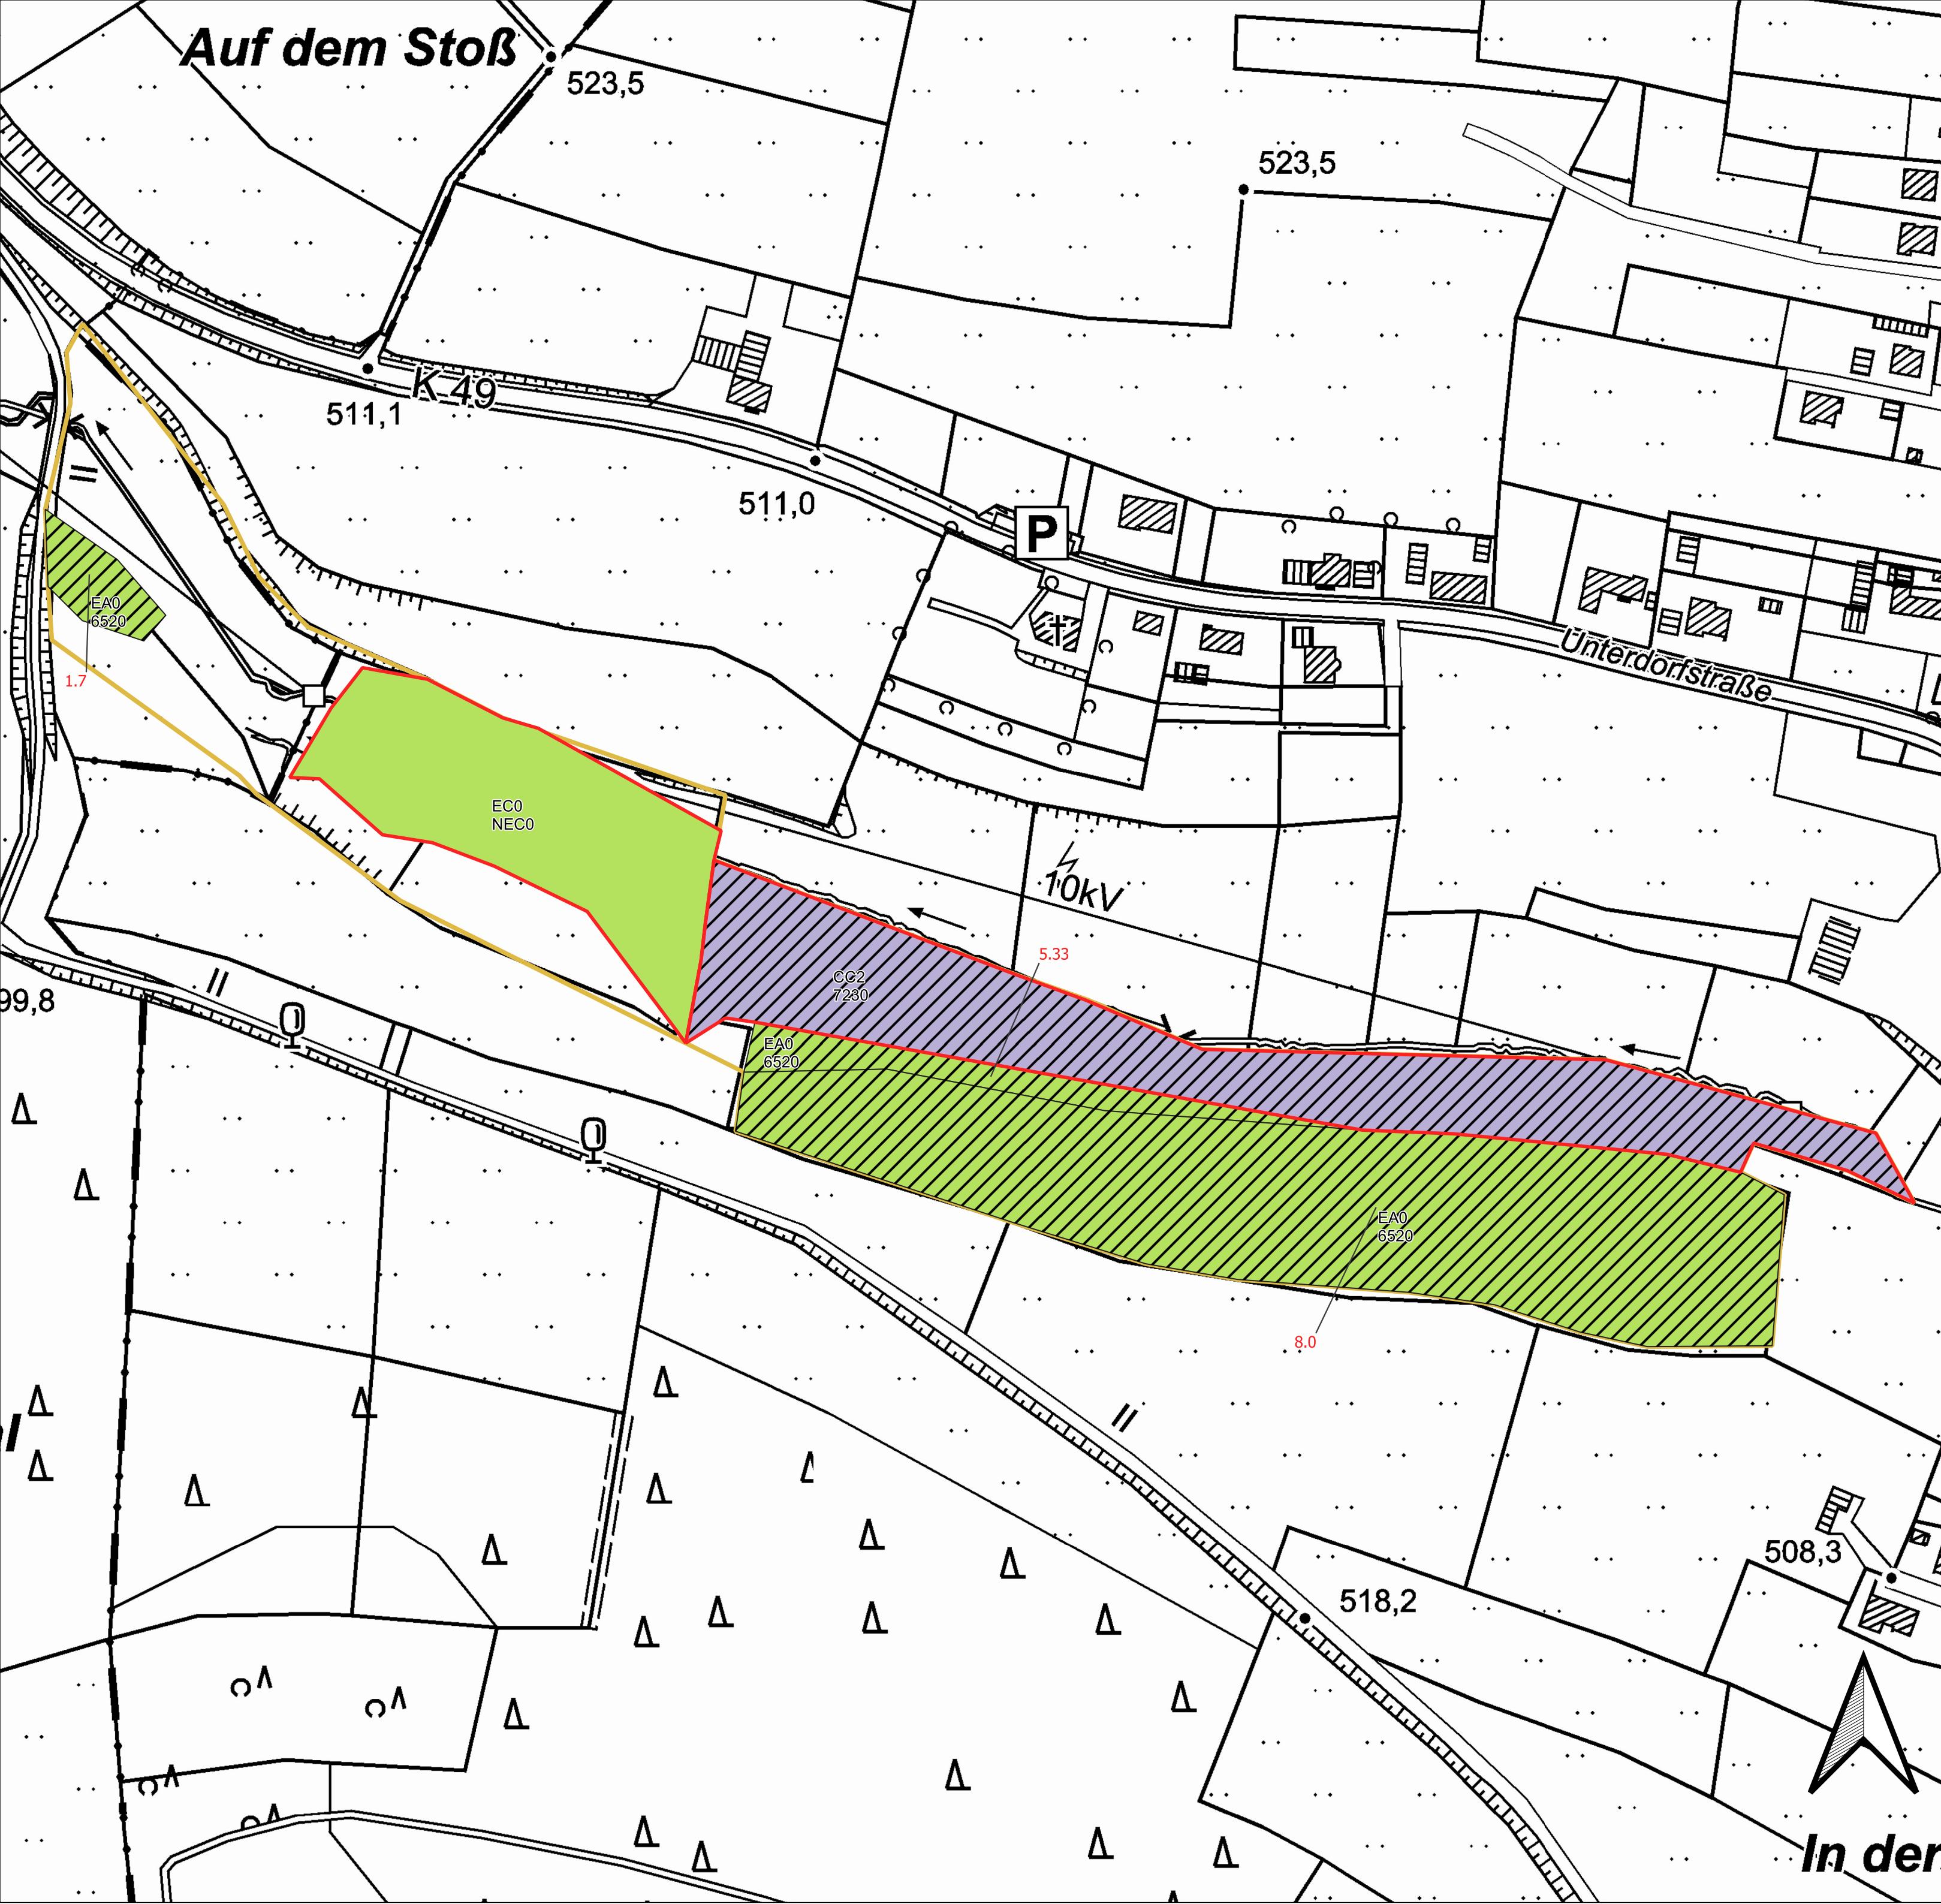 Auf dem Stoß
523,5
523,5
K 49
511,1
511,0
P
Unterdorfstraße
EA0
6520
1.7
EC0
NEC0
10kV
5.33
CC2
7230
99,8
EA0
6520
EA0
6520
8.0
508,3
518,2
In der